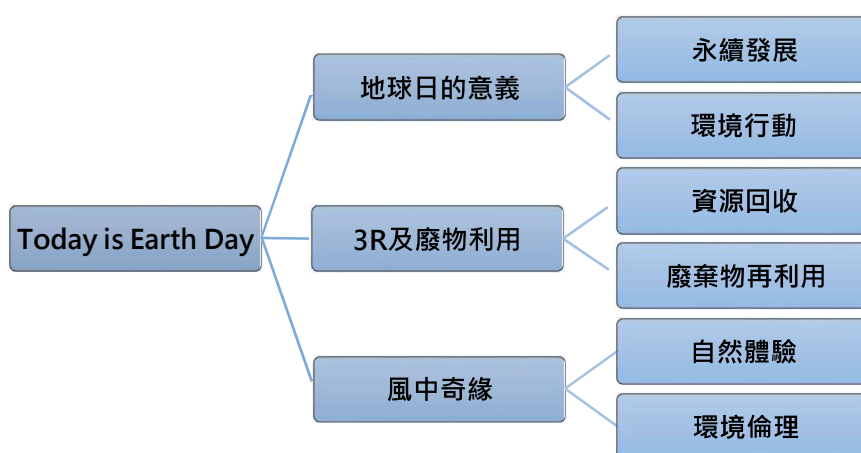 Today is Earth Day
地球日的意義
永續發展
環境行動
3R及廢物利用
資源回收
廢棄物再利用
風中奇緣
自然體驗
環境倫理